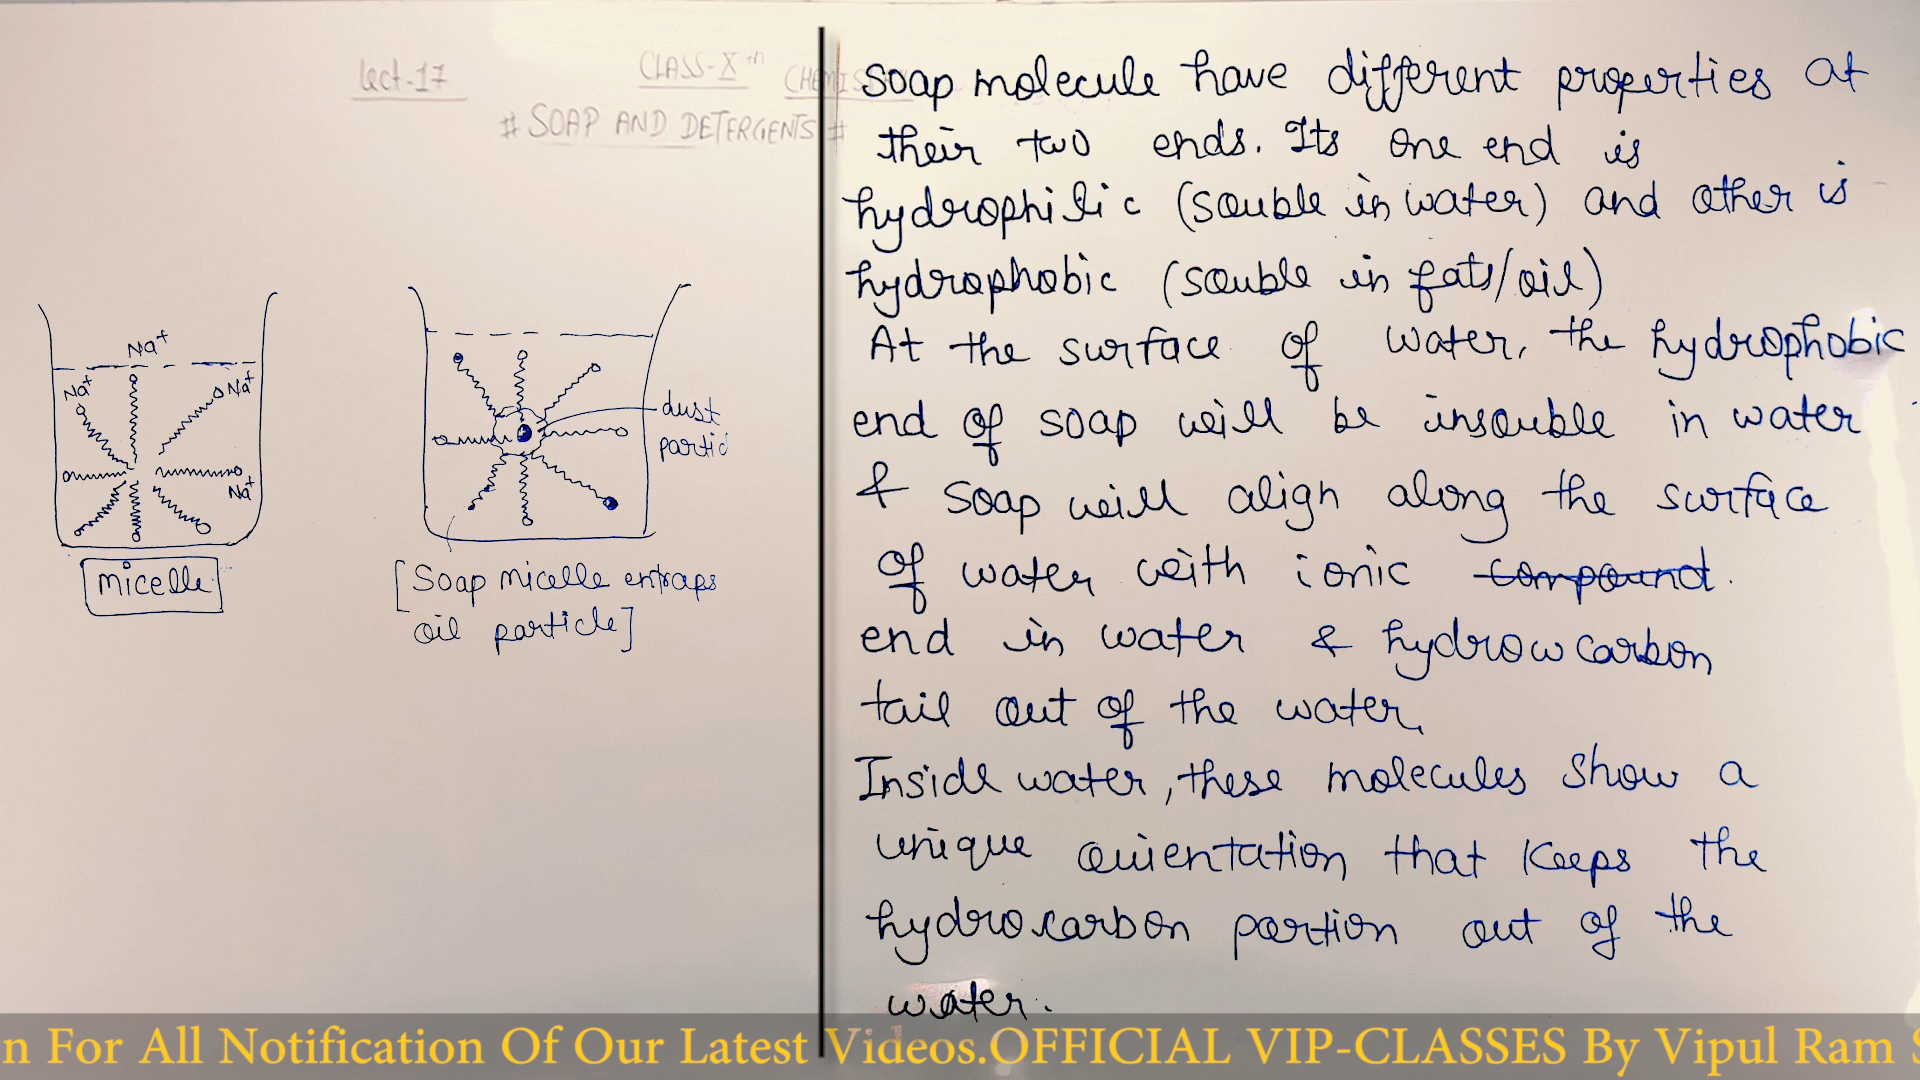 Lect-17
CLASS-Xth
CHEMIS
# SOAP AND DETERGENTS #
Na+
Na+
Na+
Na+
micelle
dust
partic
[Soap micelle entraps
oil particle]
Soap molecule have different properties at
their two ends. Its one end is
hydrophilic (souble in water) and other is
hydrophobic (souble in fats/oil)
At the surface of water, the hydrophobic
end of soap will be insouble in water
& soap will align along the surface
of water with ionic compound.
end in water & hydrowcarbon
tail out of the water.
Inside water, these molecules show a
unique orientation that keeps the
hydrocarbon portion out of the
water.
n For All Notification Of Our Latest Videos.OFFICIAL VIP-CLASSES By Vipul Ram S